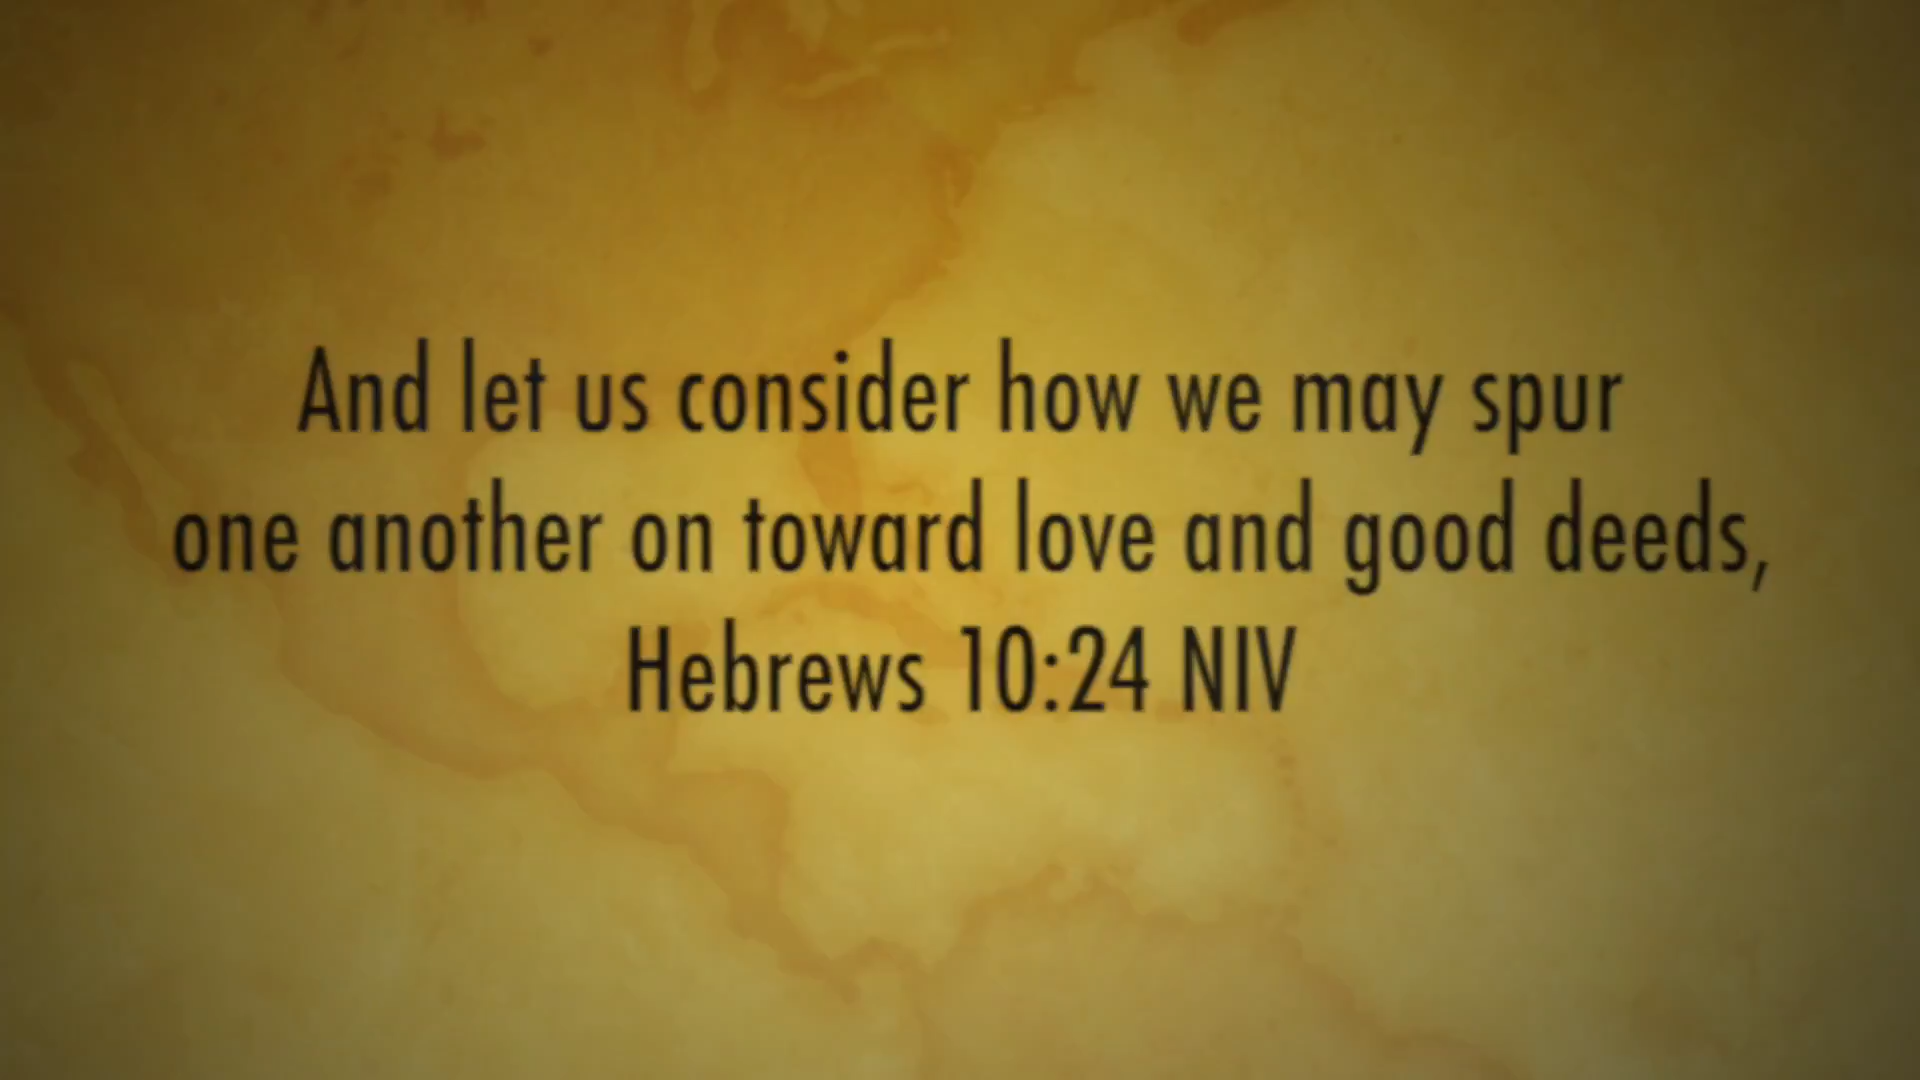 And let us consider how we may spur
one another on toward love and good deeds,
Hebrews 10:24 NIV